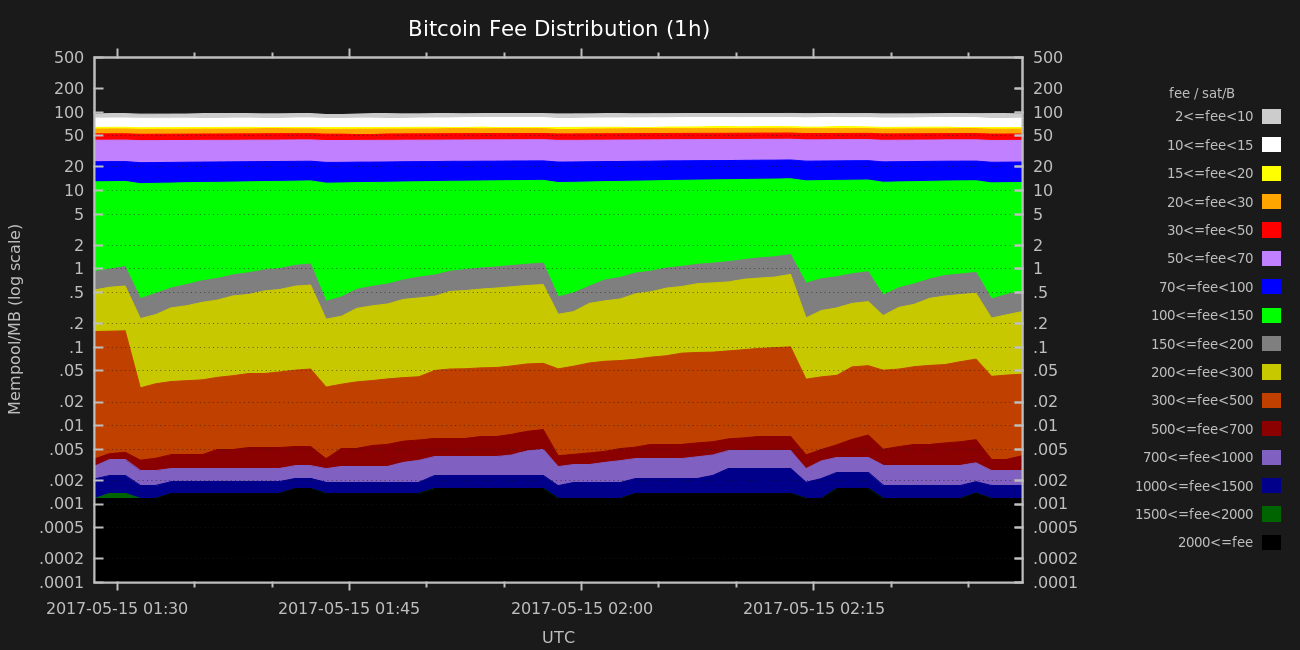 Bitcoin Fee Distribution (1h)
500 500
200 200
100 100
50 50
20 20
10 10
5 5
2 2
1 1
.5 .5
.2 .2
.1 .1
.05 .05
.02 .02
.01 .01
.005 .005
.002 .002
.001 .001
.0005 .0005
.0002 .0002
.0001 .0001
Mempool/MB (log scale)
2017-05-15 01:30 2017-05-15 01:45 2017-05-15 02:00 2017-05-15 02:15
UTC
fee / sat/B
2<=fee<10
10<=fee<15
15<=fee<20
20<=fee<30
30<=fee<50
50<=fee<70
70<=fee<100
100<=fee<150
150<=fee<200
200<=fee<300
300<=fee<500
500<=fee<700
700<=fee<1000
1000<=fee<1500
1500<=fee<2000
2000<=fee